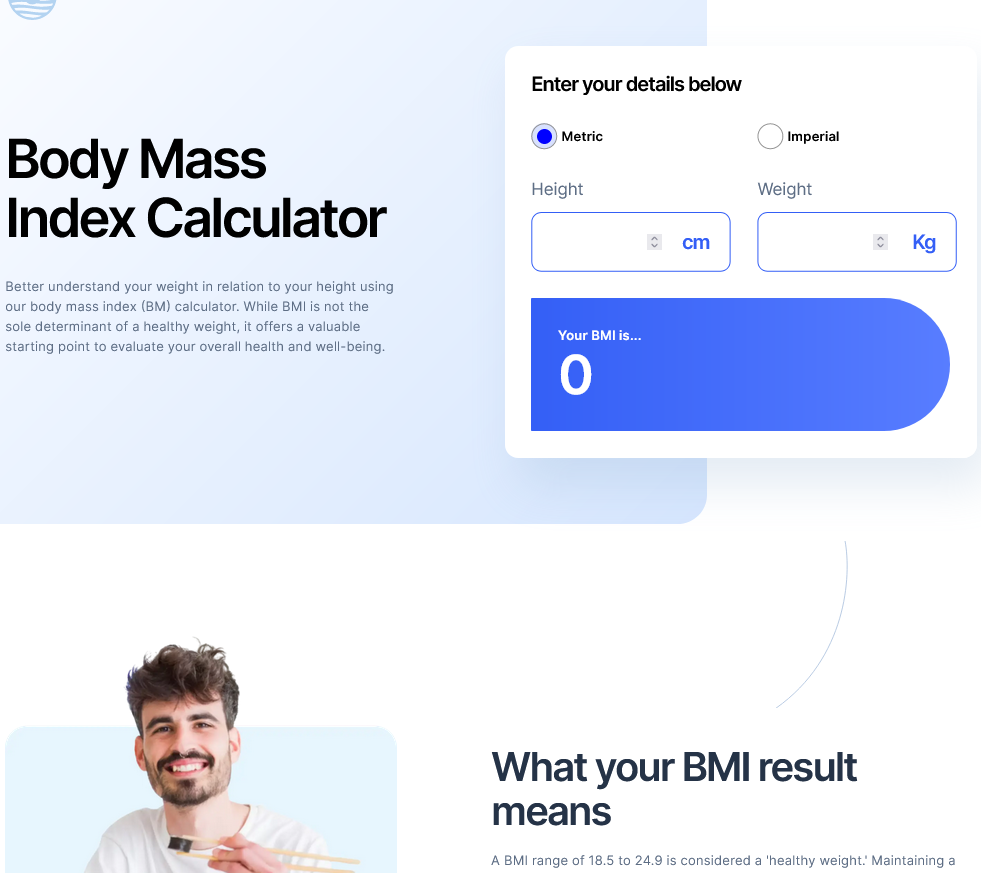 Body Mass
Index Calculator
Better understand your weight in relation to your height using
our body mass index (BM) calculator. While BMI is not the
sole determinant of a healthy weight, it offers a valuable
starting point to evaluate your overall health and well-being.
Enter your details below
Metric
Imperial
Height
Weight
cm
Kg
Your BMI is...
0
What your BMI result
means
A BMI range of 18.5 to 24.9 is considered a 'healthy weight.' Maintaining a